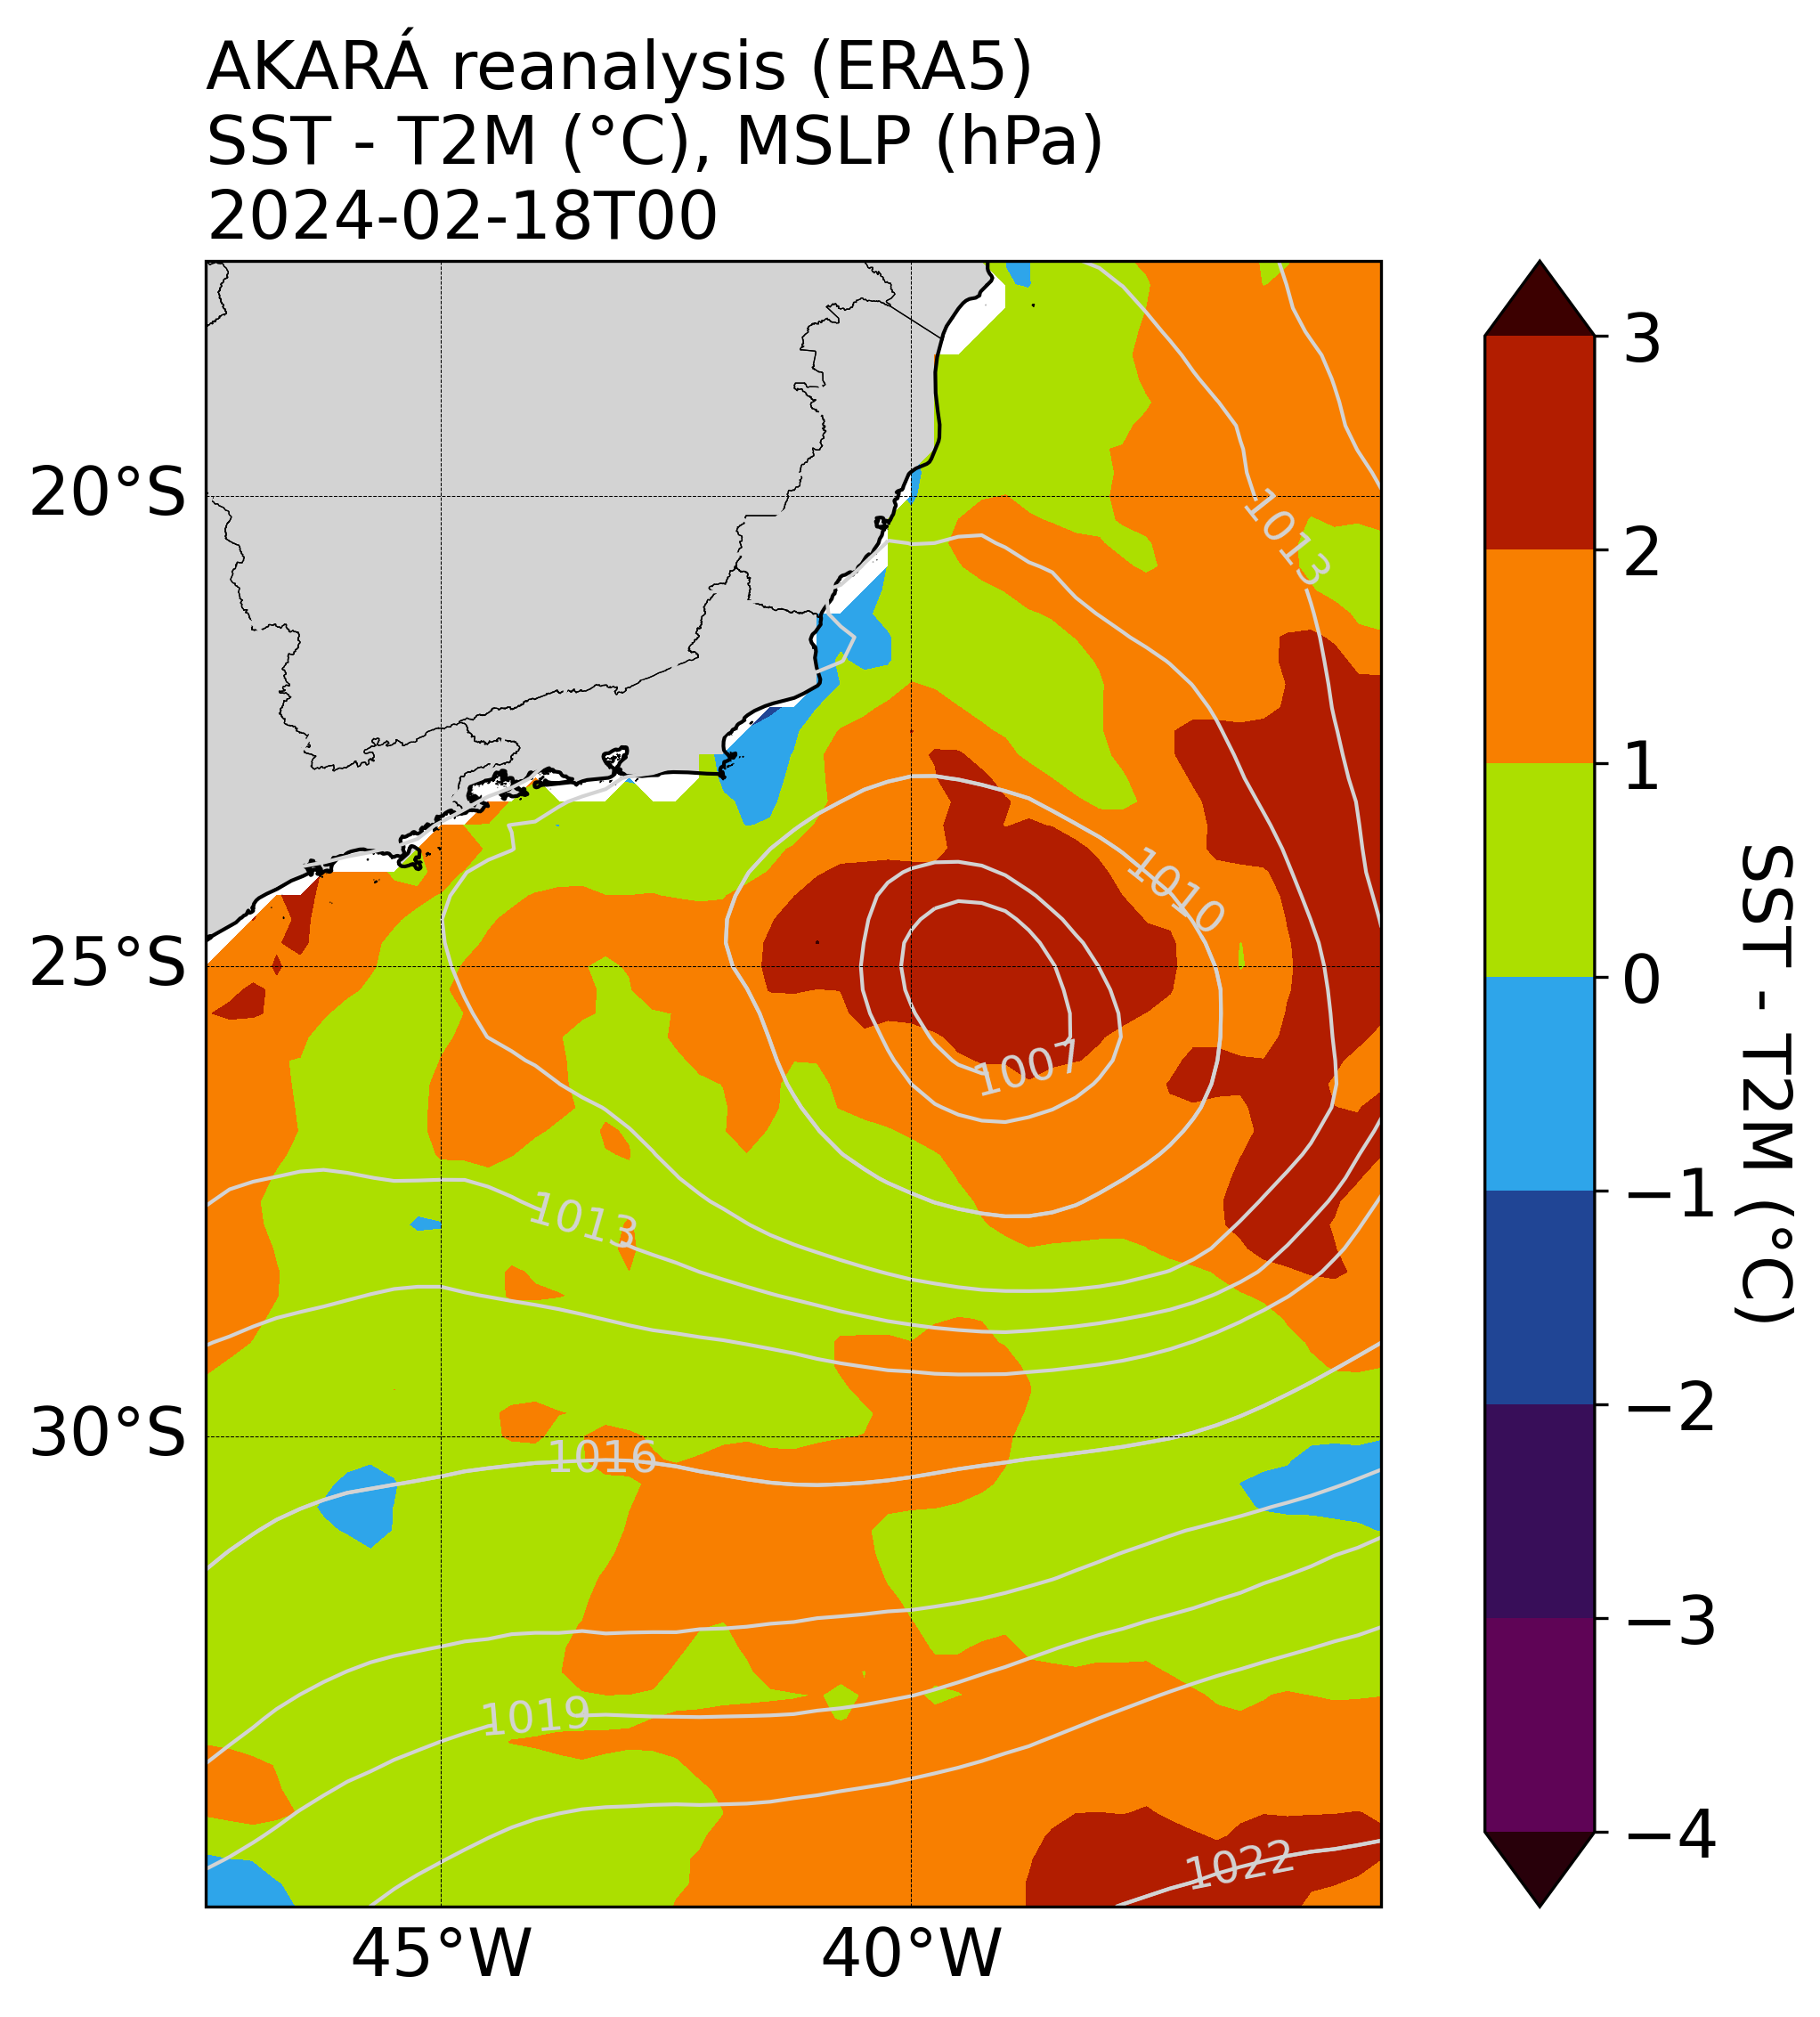 AKARÁ reanalysis (ERA5)
SST - T2M (°C), MSLP (hPa)
2024-02-18T00
20°S
25°S
30°S
45°W
40°W
1013
1010
1007
1013
1016
1019
1022
3
2
1
0
−1
−2
−3
−4
SST - T2M (°C)